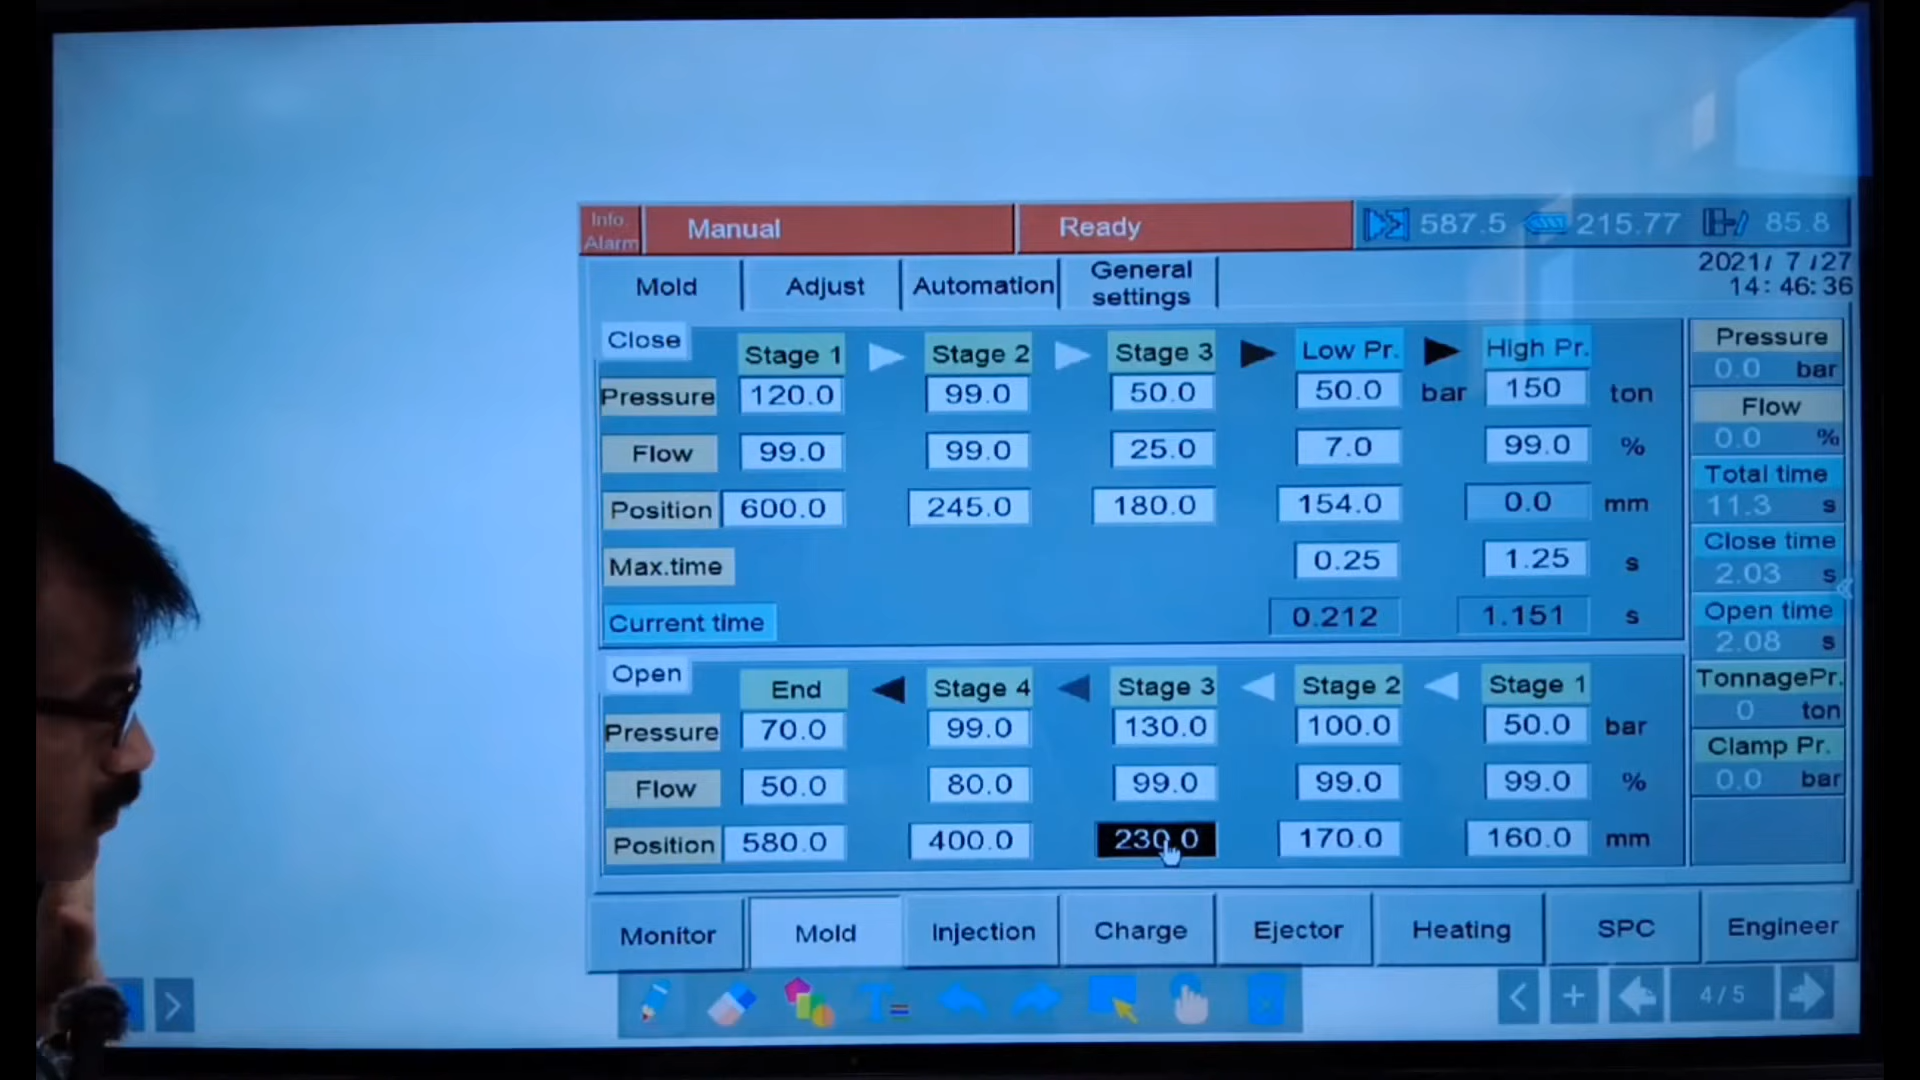 Info. Alarm Manual Ready 587.5 215.77 85.8
2021/ 7 /27
14:46:36
Mold Adjust Automation General settings
Close
Stage 1 Stage 2 Stage 3 Low Pr. High Pr.
Pressure 120.0 99.0 50.0 50.0 bar 150 ton
Flow 99.0 99.0 25.0 7.0 99.0 %
Position 600.0 245.0 180.0 154.0 0.0 mm
Max.time 0.25 1.25 s
Current time 0.212 1.151 s
Open
End Stage 4 Stage 3 Stage 2 Stage 1
Pressure 70.0 99.0 130.0 100.0 50.0 bar
Flow 50.0 80.0 99.0 99.0 99.0 %
Position 580.0 400.0 230.0 170.0 160.0 mm
Pressure
0.0 bar
Flow
0.0 %
Total time
11.3 s
Close time
2.03 s
Open time
2.08 s
TonnagePr.
0 ton
Clamp Pr.
0.0 bar
Monitor Mold Injection Charge Ejector Heating SPC Engineer
4/5